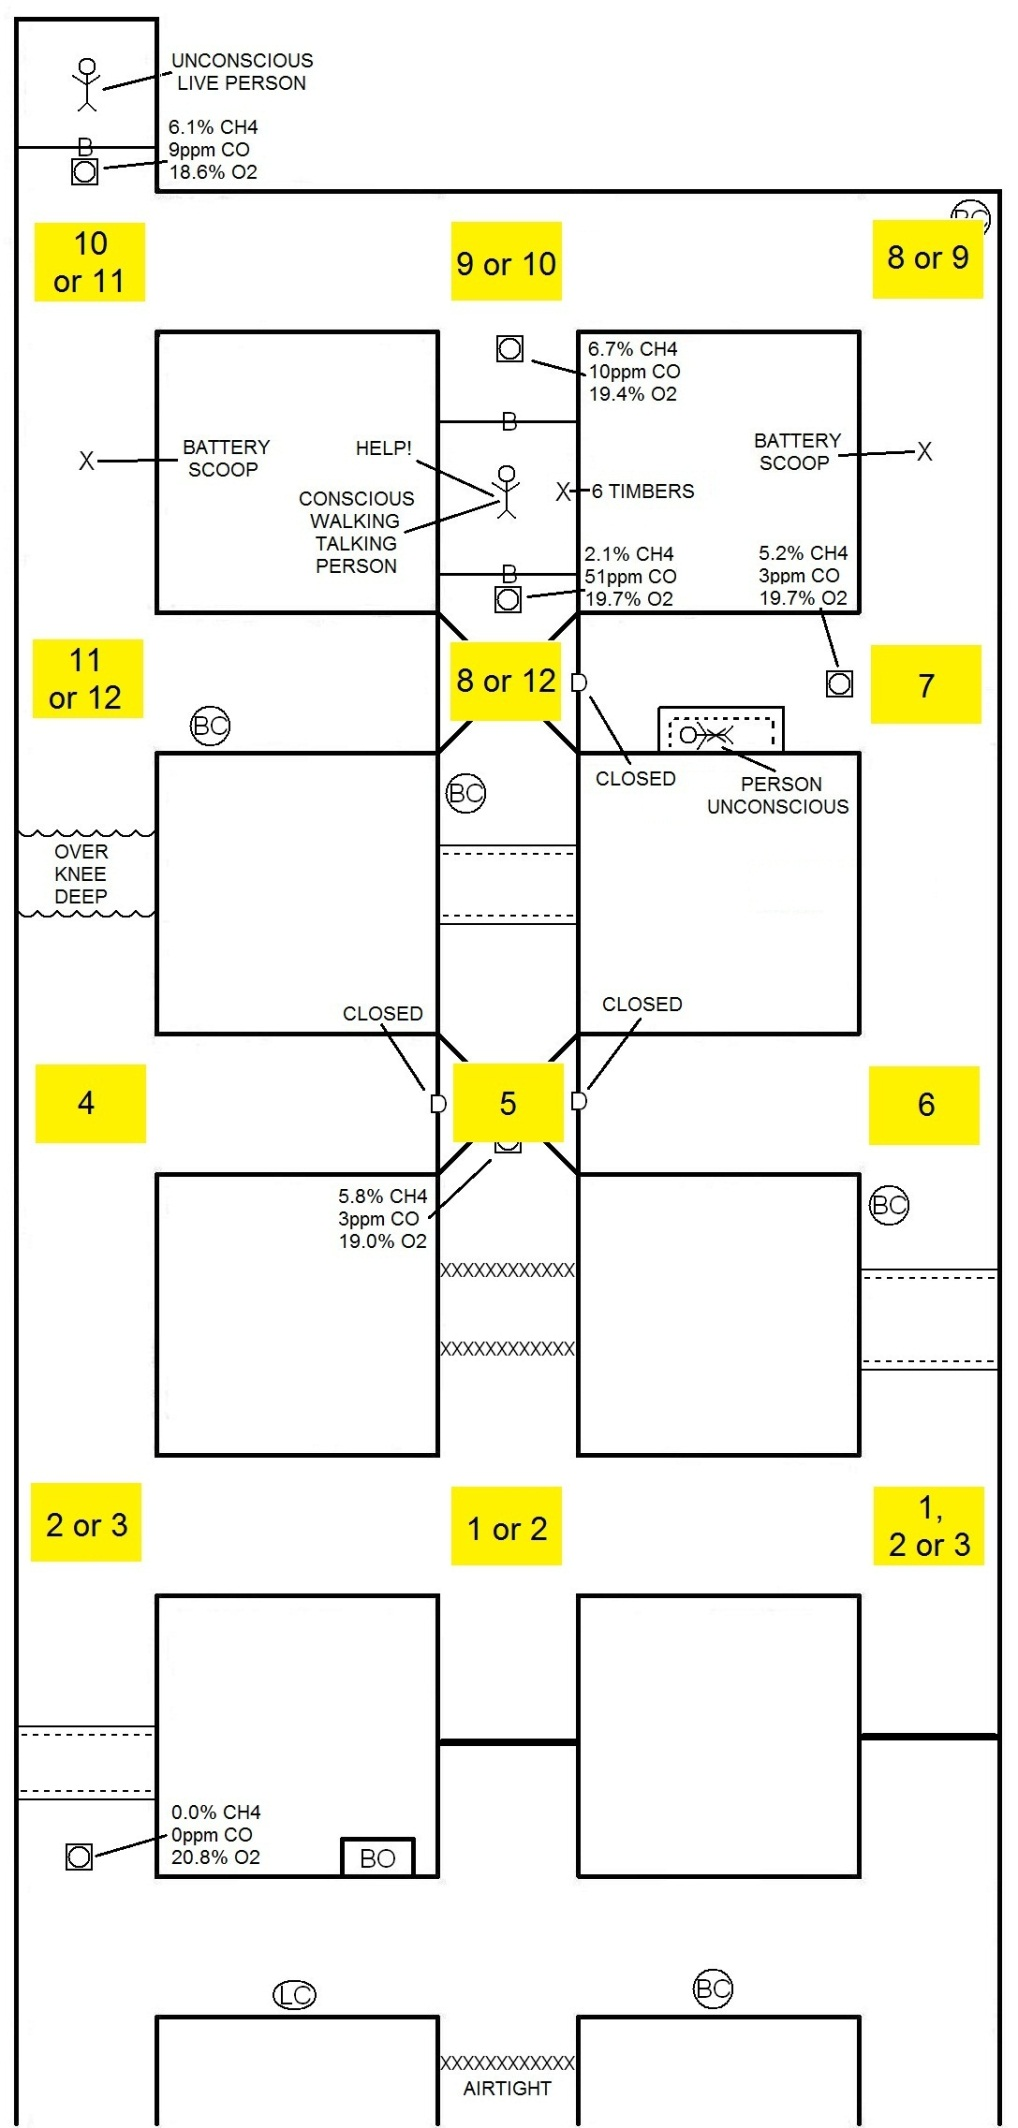 UNCONSCIOUS
LIVE PERSON
B
6.1% CH4
9ppm CO
18.6% O2
BC
10
or 11
9 or 10
8 or 9
6.7% CH4
10ppm CO
19.4% O2
B
X
BATTERY
SCOOP
HELP!
CONSCIOUS
WALKING
TALKING
PERSON
X
6 TIMBERS
BATTERY
SCOOP
X
B
2.1% CH4
51ppm CO
19.7% O2
5.2% CH4
3ppm CO
19.7% O2
11
or 12
8 or 12
D
7
BC
CLOSED
PERSON
UNCONSCIOUS
BC
OVER
KNEE
DEEP
CLOSED
CLOSED
4
D
5
D
6
5.8% CH4
3ppm CO
19.0% O2
BC
XXXXXXXXXXXX
XXXXXXXXXXXX
2 or 3
1 or 2
1,
2 or 3
0.0% CH4
0ppm CO
20.8% O2
BO
LC
BC
XXXXXXXXXXXX
AIRTIGHT